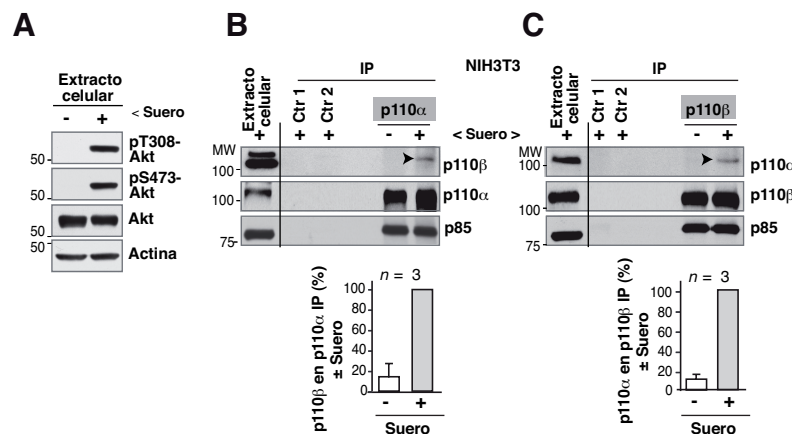 A
Extracto
celular
- + < Suero
50 pT308-
Akt
50 pS473-
Akt
50 Akt
50 Actina
B
NIH3T3
IP
Extracto
celular
Ctr 1
Ctr 2
p110α
+ + + - + < Suero >
MW
100 p110β
100 p110α
75 p85
p110β en p110α IP (%)
± Suero
n = 3
100
80
60
40
20
0
- +
Suero
C
IP
Extracto
celular
Ctr 1
Ctr 2
p110β
+ + + - +
MW
100 p110α
100 p110β
75 p85
p110α en p110β IP (%)
± Suero
n = 3
100
80
60
40
20
0
- +
Suero